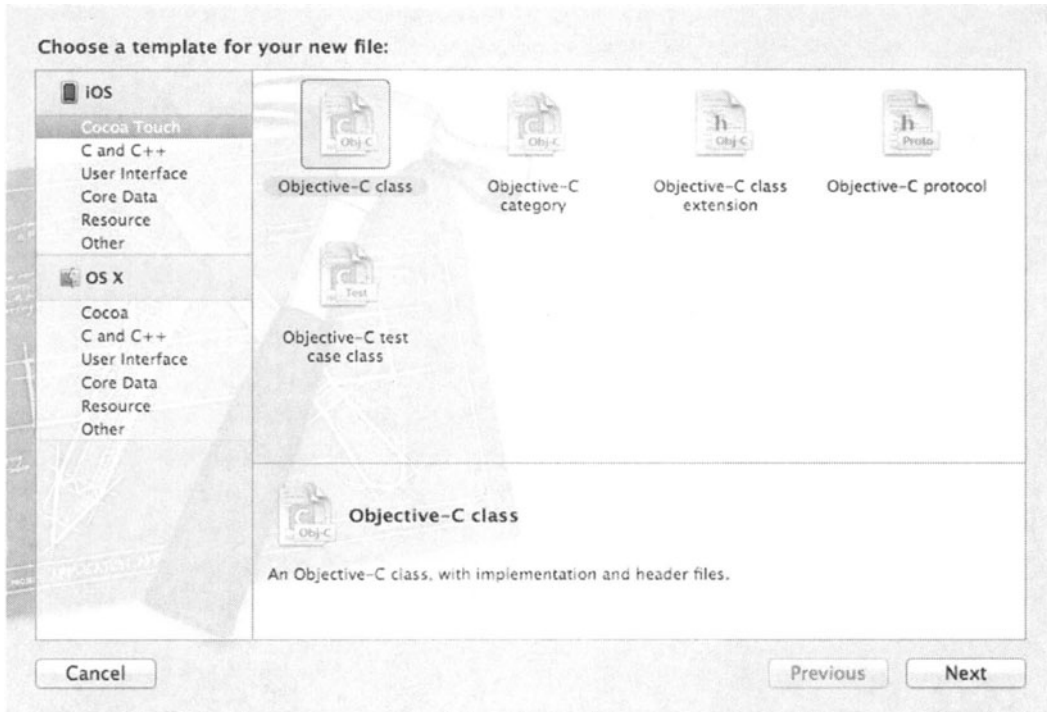 Choose a template for your new file:
iOS
Cocoa Touch
C and C++
User Interface
Core Data
Resource
Other
OS X
Cocoa
C and C++
User Interface
Core Data
Resource
Other
C
Obj-C
Objective-C class
C
Obj-C
Objective-C
category
h
Obj-C
Objective-C class
extension
h
Proto
Objective-C protocol
C
Test
Objective-C test
case class
C
Obj-C
Objective-C class
An Objective-C class, with implementation and header files.
Cancel
Previous
Next